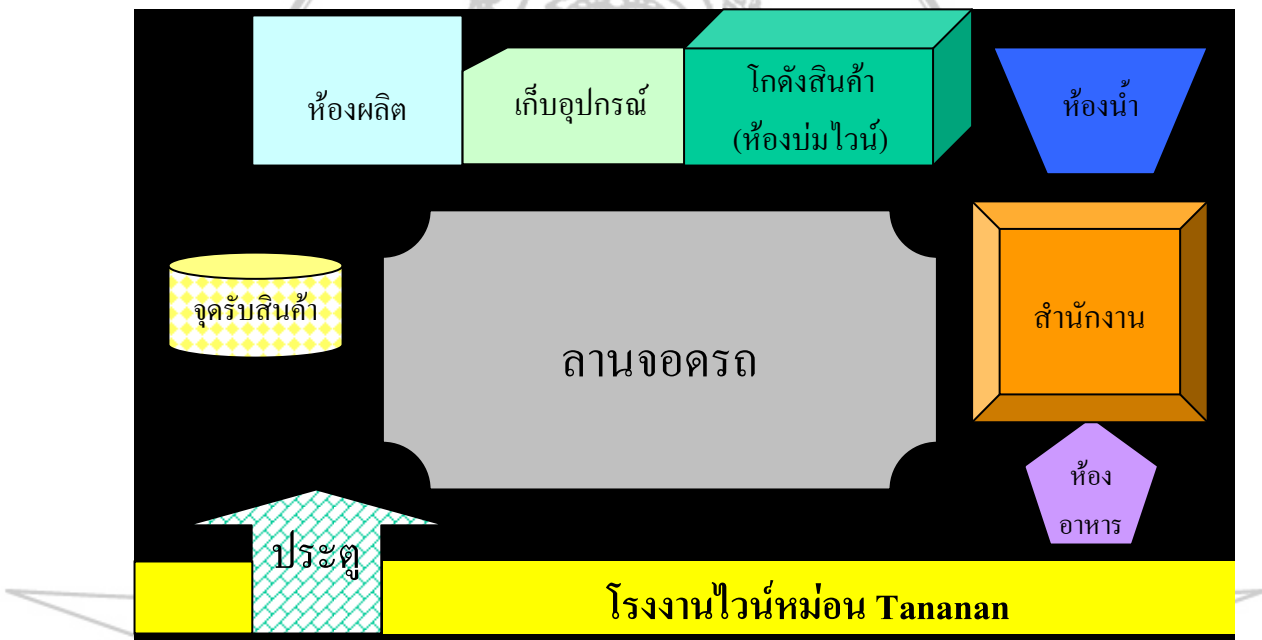 ห้องผลิต
เก็บอุปกรณ์
โกดังสินค้า
(ห้องบ่มไวน์)
ห้องน้ำ
จุดรับสินค้า
ลานจอดรถ
สำนักงาน
ห้อง
อาหาร
ประตู
โรงงานไวน์หม่อน Tananan